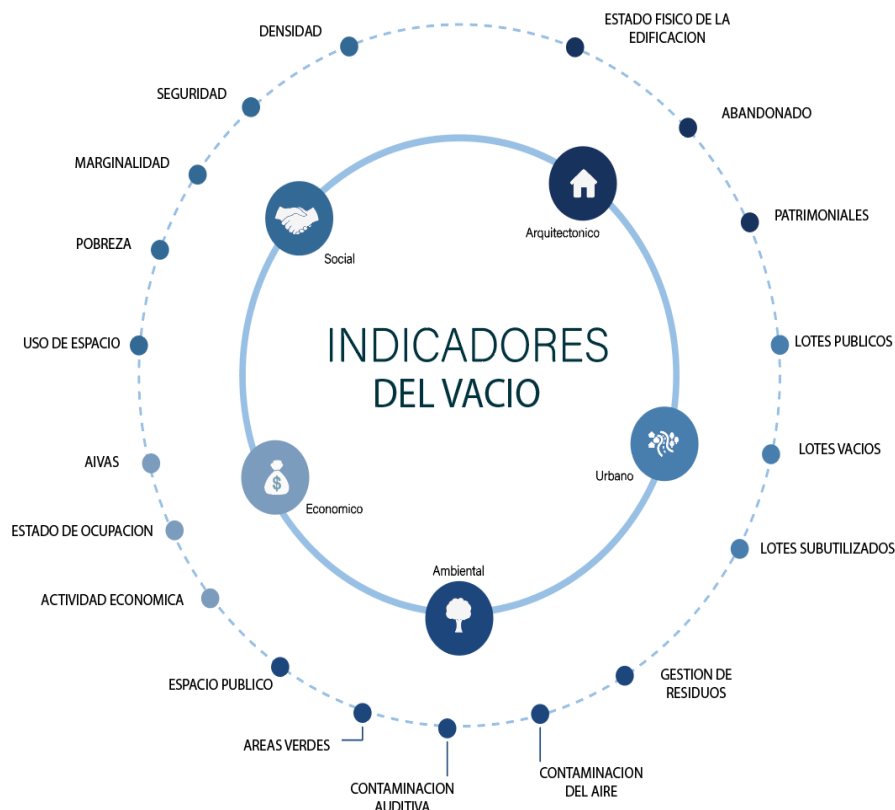 DENSIDAD
ESTADO FISICO DE LA
EDIFICACION
SEGURIDAD
ABANDONADO
MARGINALIDAD
PATRIMONIALES
POBREZA
Social
Arquitectonico
USO DE ESPACIO
INDICADORES
DEL VACIO
LOTES PUBLICOS
AIVAS
LOTES VACIOS
Urbano
Economico
$
ESTADO DE OCUPACION
LOTES SUBUTILIZADOS
Ambiental
ACTIVIDAD ECONOMICA
ESPACIO PUBLICO
GESTION DE
RESIDUOS
AREAS VERDES
CONTAMINACION
AUDITIVA
CONTAMINACION
DEL AIRE